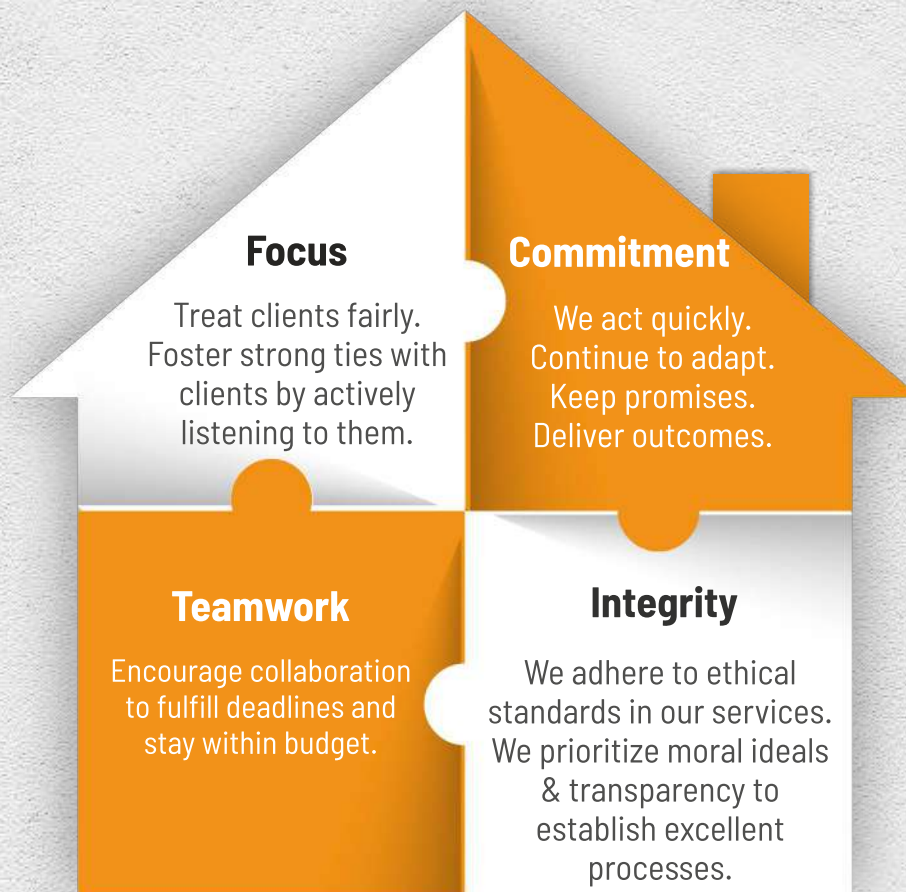 Focus
Treat clients fairly.
Foster strong ties with
clients by actively
listening to them.
Commitment
We act quickly.
Continue to adapt.
Keep promises.
Deliver outcomes.
Teamwork
Encourage collaboration
to fulfill deadlines and
stay within budget.
Integrity
We adhere to ethical
standards in our services.
We prioritize moral ideals
& transparency to
establish excellent
processes.